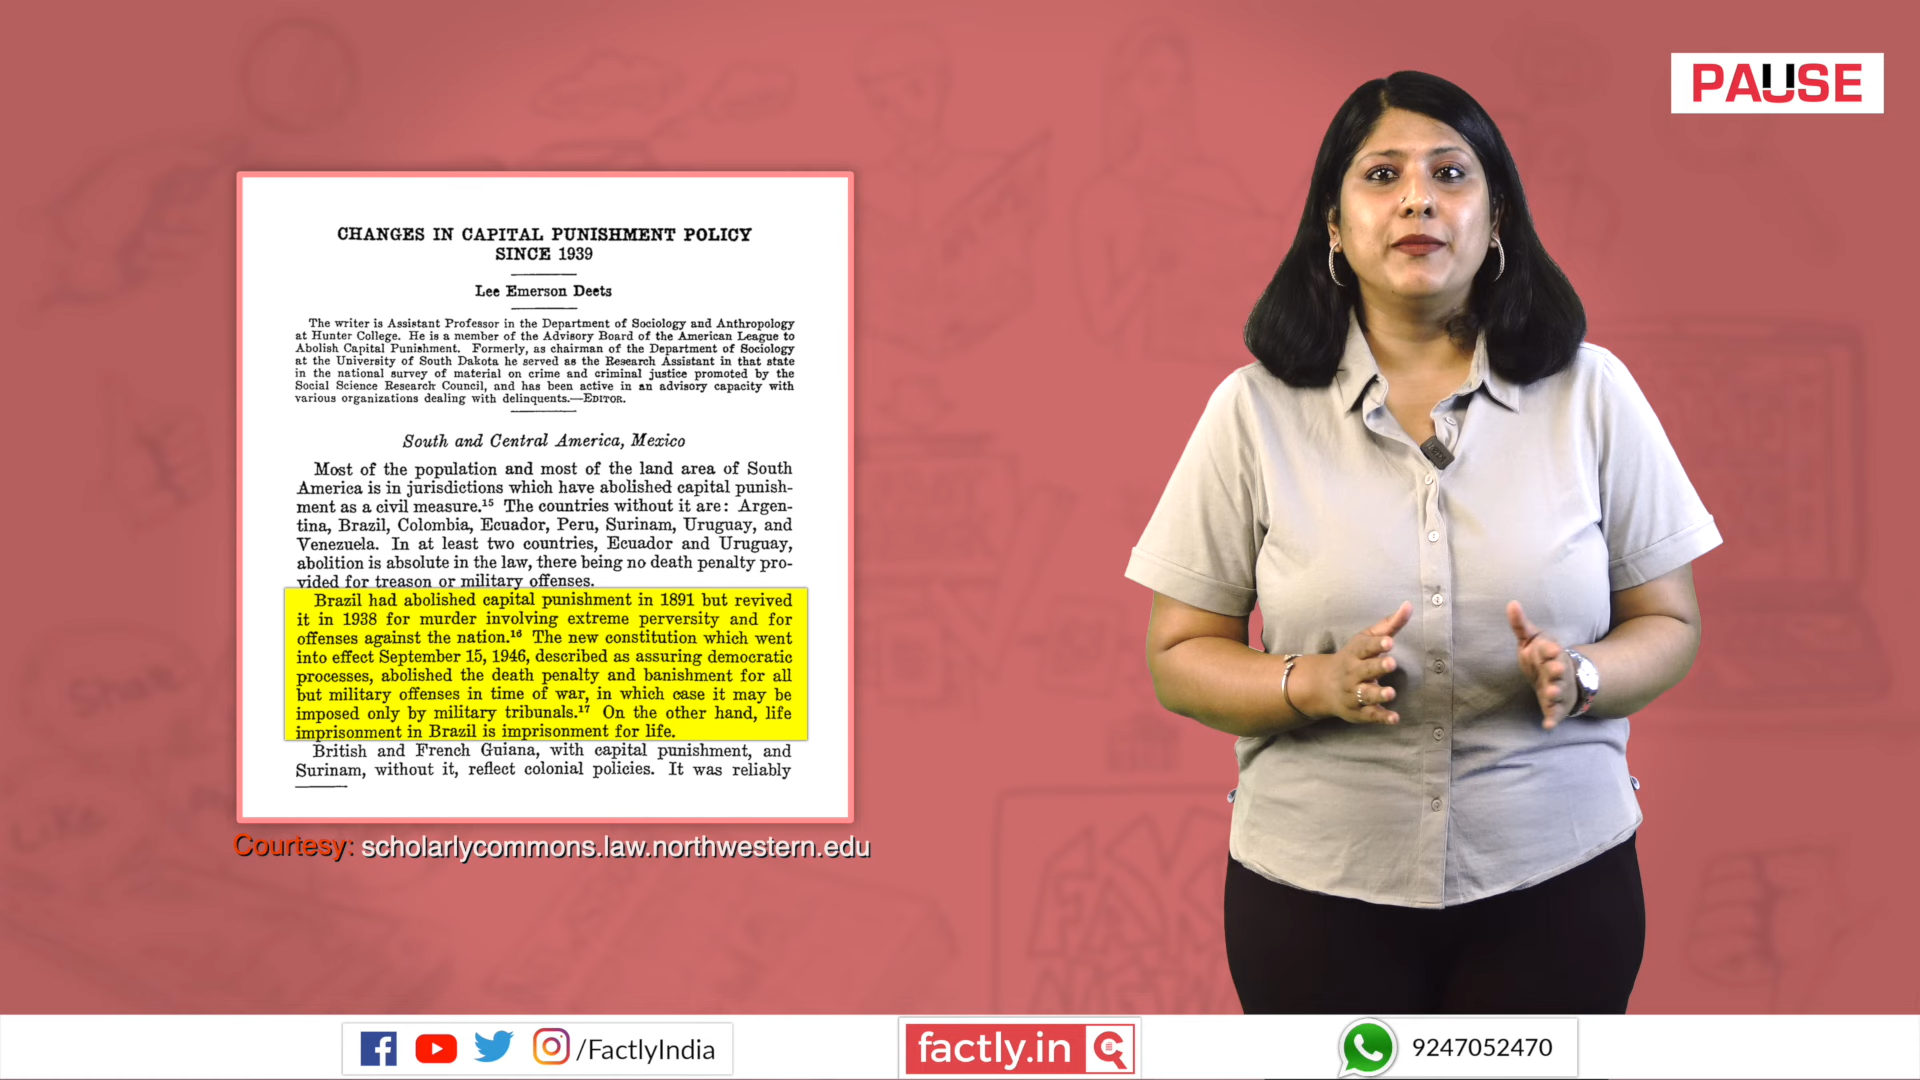 PAUSE
CHANGES IN CAPITAL PUNISHMENT POLICY
SINCE 1939
Lee Emerson Deets
The writer is Assistant Professor in the Department of Sociology and Anthropology
at Hunter College. He is a member of the Advisory Board of the American League to
Abolish Capital Punishment. Formerly, as chairman of the Department of Sociology
at the University of South Dakota he served as the Research Assistant in that state
in the national survey of material on crime and criminal justice promoted by the
Social Science Research Council, and has been active in an advisory capacity with
various organizations dealing with delinquents.—EDITOR.
South and Central America, Mexico
Most of the population and most of the land area of South
America is in jurisdictions which have abolished capital punish-
ment as a civil measure.¹⁵ The countries without it are: Argen-
tina, Brazil, Colombia, Ecuador, Peru, Surinam, Uruguay, and
Venezuela. In at least two countries, Ecuador and Uruguay,
abolition is absolute in the law, there being no death penalty pro-
vided for treason or military offenses.
Brazil had abolished capital punishment in 1891 but revived
it in 1938 for murder involving extreme perversity and for
offenses against the nation.¹⁶ The new constitution which went
into effect September 15, 1946, described as assuring democratic
processes, abolished the death penalty and banishment for all
but military offenses in time of war, in which case it may be
imposed only by military tribunals.¹⁷ On the other hand, life
imprisonment in Brazil is imprisonment for life.
British and French Guiana, with capital punishment, and
Surinam, without it, reflect colonial policies. It was reliably
Courtesy: scholarlycommons.law.northwestern.edu
Share
Like
FAKE
NEWS
/FactlyIndia
factly.in
9247052470